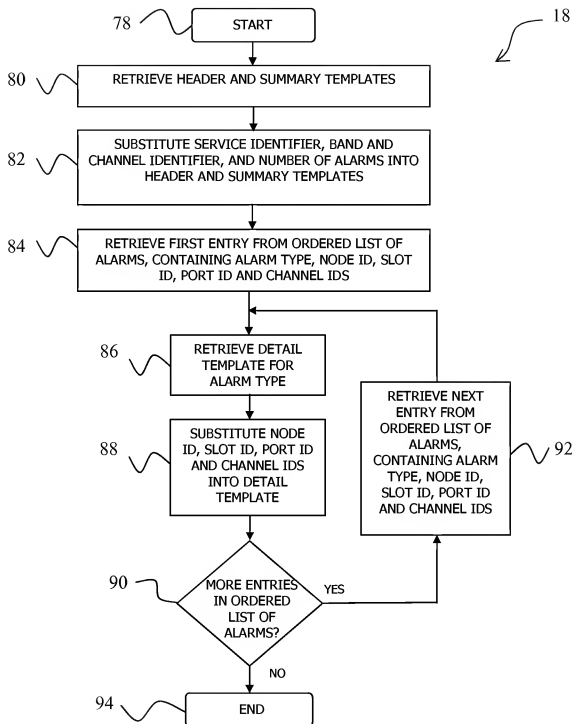 78
START
18
80
RETRIEVE HEADER AND SUMMARY TEMPLATES
82
SUBSTITUTE SERVICE IDENTIFIER, BAND AND
CHANNEL IDENTIFIER, AND NUMBER OF ALARMS INTO
HEADER AND SUMMARY TEMPLATES
84
RETRIEVE FIRST ENTRY FROM ORDERED LIST OF
ALARMS, CONTAINING ALARM TYPE, NODE ID, SLOT
ID, PORT ID AND CHANNEL IDS
86
RETRIEVE DETAIL
TEMPLATE FOR
ALARM TYPE
88
SUBSTITUTE NODE
ID, SLOT ID, PORT ID
AND CHANNEL IDS
INTO DETAIL
TEMPLATE
RETRIEVE NEXT
ENTRY FROM
ORDERED LIST OF
ALARMS,
CONTAINING ALARM
TYPE, NODE ID,
SLOT ID, PORT ID
AND CHANNEL IDS
92
90
MORE ENTRIES
IN ORDERED
LIST OF
ALARMS?
YES
NO
94
END